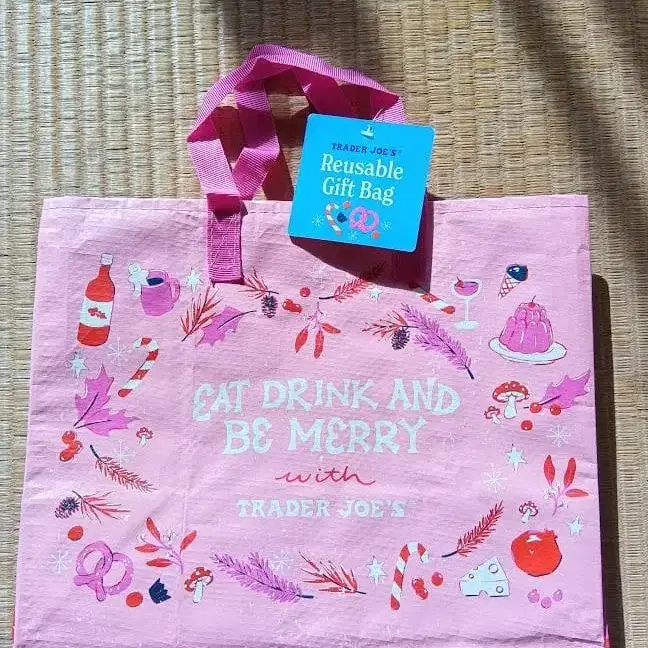 TRADER JOE'S
Reusable
Gift Bag
EAT DRINK AND
BE MERRY
with
TRADER JOE'S